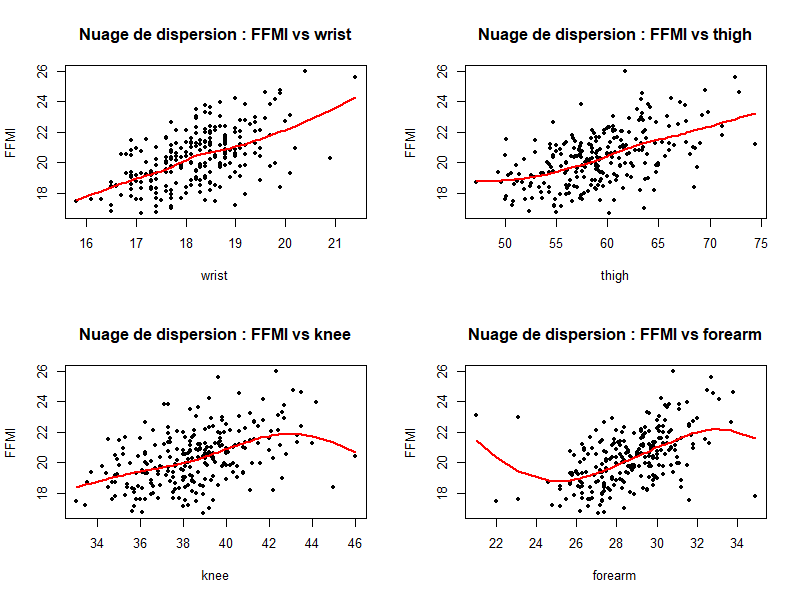 Nuage de dispersion : FFMI vs wrist
FFMI
18 20 22 24 26
16 17 18 19 20 21
wrist
Nuage de dispersion : FFMI vs thigh
FFMI
18 20 22 24 26
50 55 60 65 70 75
thigh
Nuage de dispersion : FFMI vs knee
FFMI
18 20 22 24 26
34 36 38 40 42 44 46
knee
Nuage de dispersion : FFMI vs forearm
FFMI
18 20 22 24 26
22 24 26 28 30 32 34
forearm